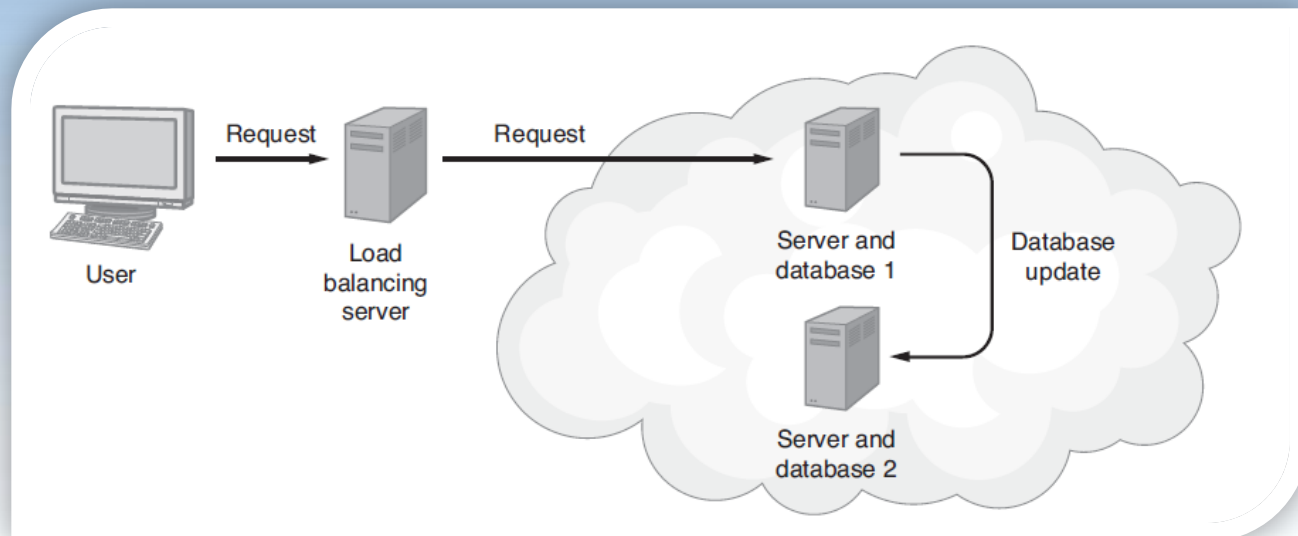 Request
Request
User
Load
balancing
server
Server and
database 1
Database
update
Server and
database 2